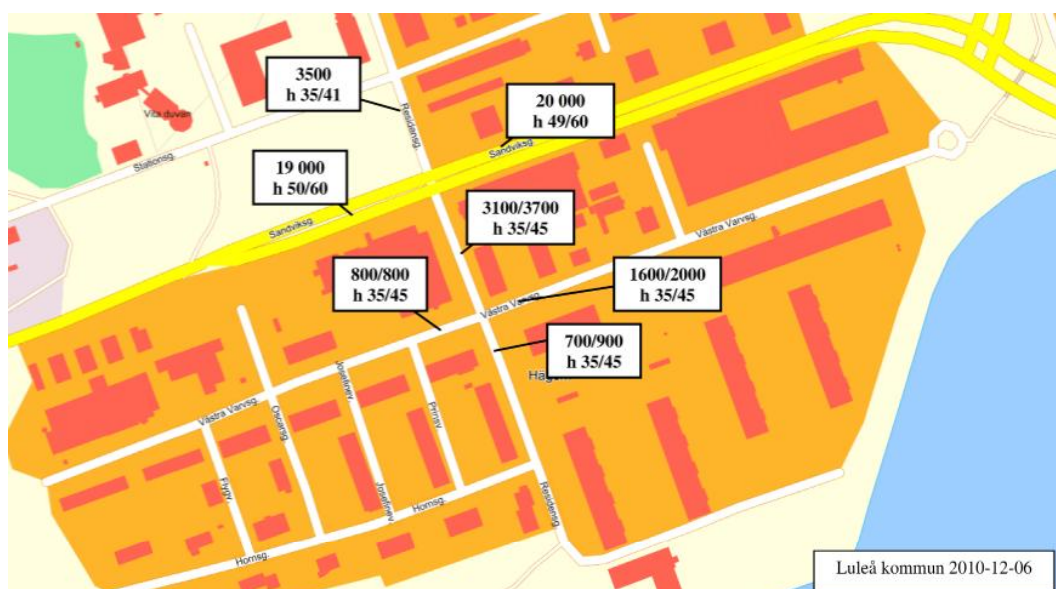 3500
h 35/41
Vita duvan
Residensg.
20 000
h 49/60
Sandviksg.
Stationsg.
19 000
h 50/60
Sandviksg.
3100/3700
h 35/45
Västra Varvsg.
800/800
h 35/45
1600/2000
h 35/45
Västra Varvsg.
700/900
h 35/45
Västra Varvsg.
Oscarsg.
Josefinev.
Prinsv.
Flygv.
Josefinev.
Hornsg.
Residensg.
Hornsg.
Luleå kommun 2010-12-06